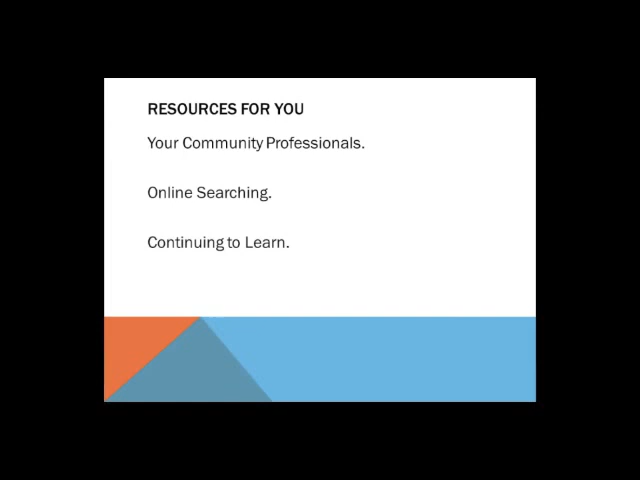 RESOURCES FOR YOU
Your Community Professionals.
Online Searching.
Continuing to Learn.